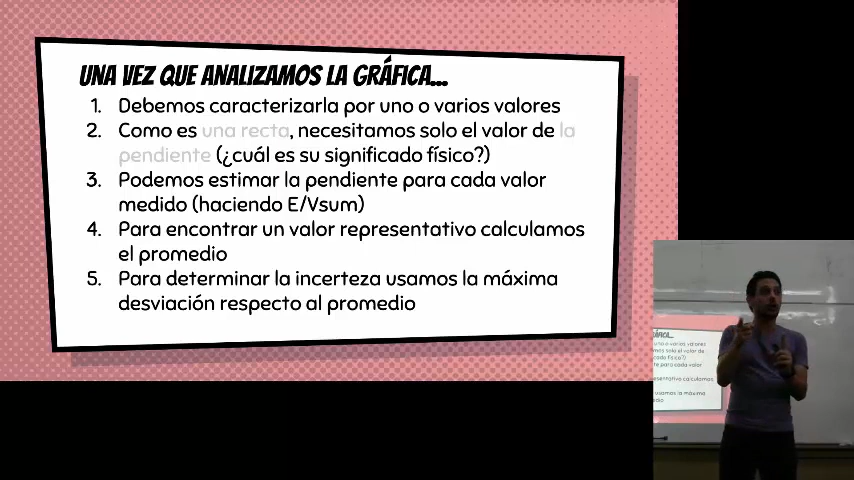 UNA VEZ QUE ANALIZAMOS LA GRÁFICA...
1. Debemos caracterizarla por uno o varios valores
2. Como es una recta, necesitamos solo el valor de la
pendiente (¿cuál es su significado físico?)
3. Podemos estimar la pendiente para cada valor
medido (haciendo E/Vsum)
4. Para encontrar un valor representativo calculamos
el promedio
5. Para determinar la incerteza usamos la máxima
desviación respecto al promedio